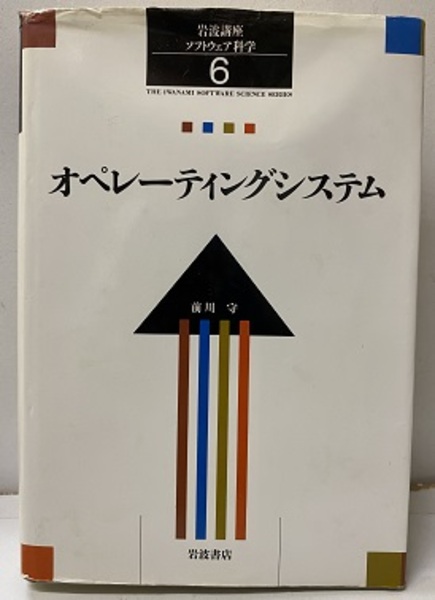 岩波講座
ソフトウェア科学
6
THE IWANAMI SOFTWARE SCIENCE SERIES
オペレーティングシステム
前川 守
岩波書店